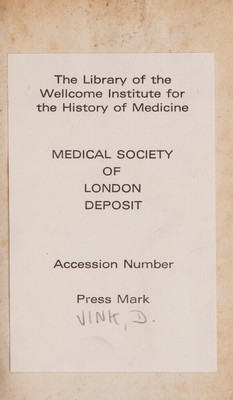 The Library of the
Wellcome Institute for
the History of Medicine
MEDICAL SOCIETY
OF
LONDON
DEPOSIT
Accession Number
Press Mark
VINK, D.